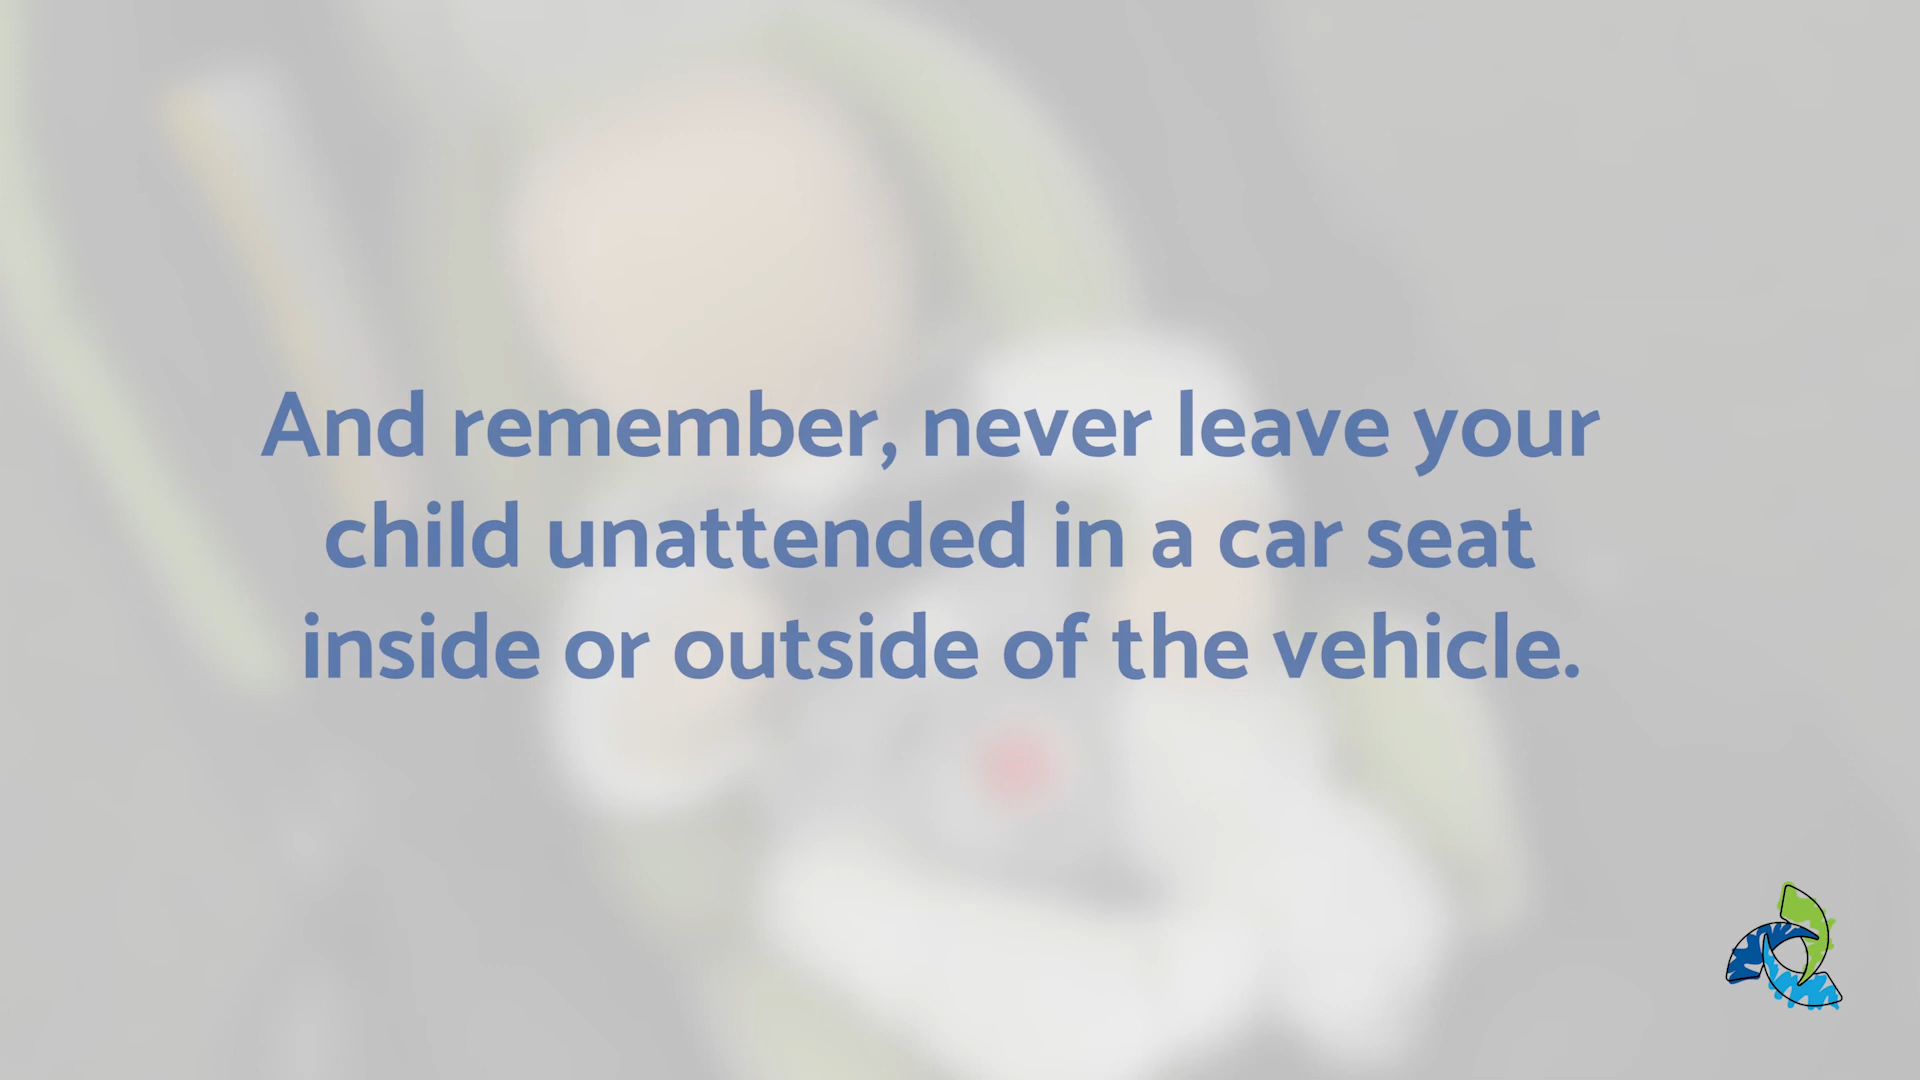 And remember, never leave your
child unattended in a car seat
inside or outside of the vehicle.